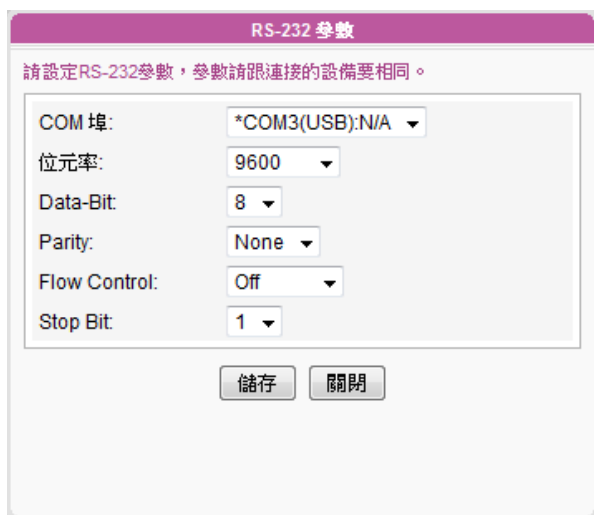 RS-232 參數
請設定RS-232參數，參數請跟連接的設備要相同。
COM 埠: *COM3(USB):N/A
位元率: 9600
Data-Bit: 8
Parity: None
Flow Control: Off
Stop Bit: 1
儲存 關閉